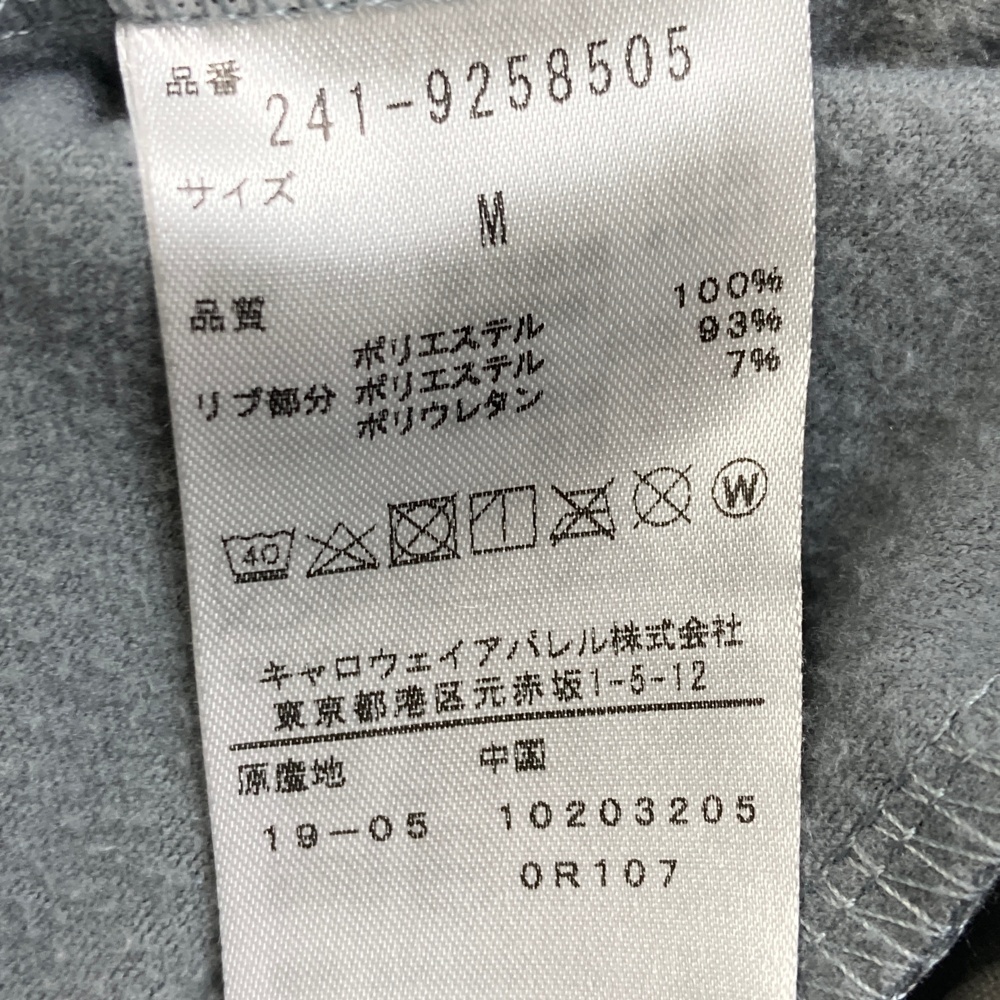 品番 241-9258505
サイズ
M
品質
ポリエステル 100%
リブ部分 ポリエステル 93%
ポリウレタン 7%
40 W
キャロウェイアパレル株式会社
東京都港区元赤坂1-5-12
原産地 中国
19-05 10203205
0R107